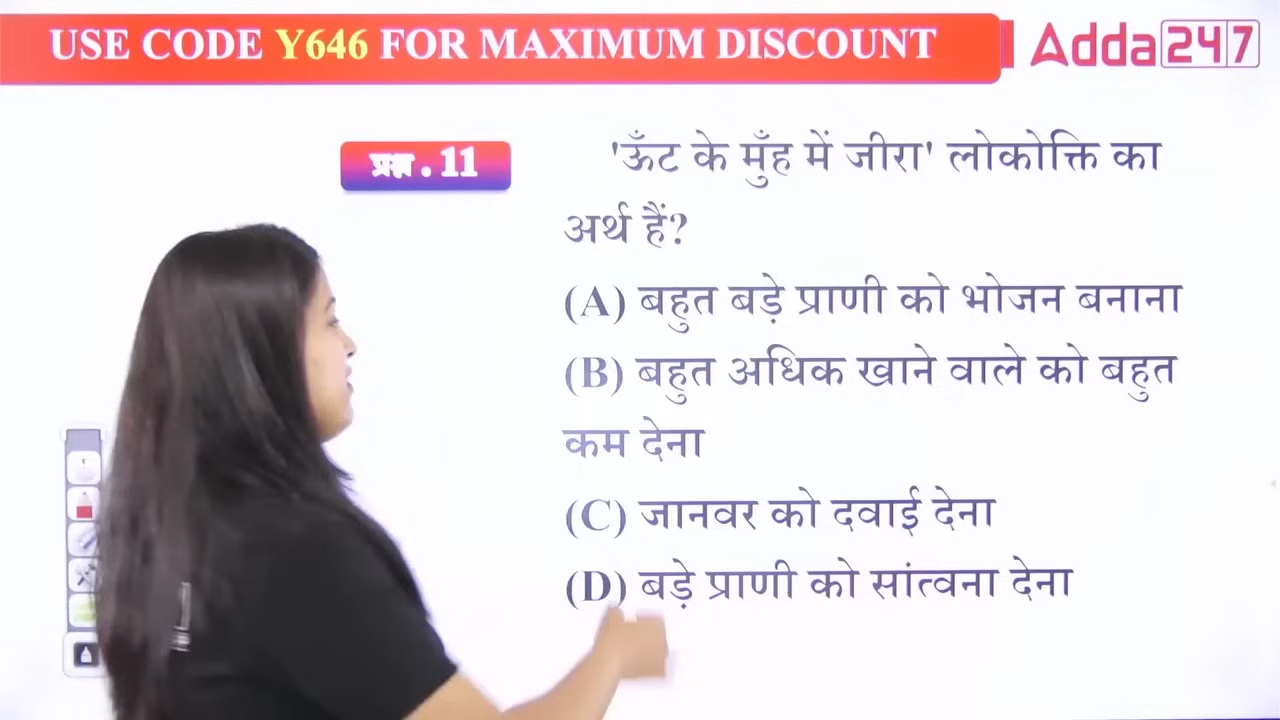 USE CODE Y646 FOR MAXIMUM DISCOUNT
Adda247
प्रश्न . 11
'ऊँट के मुँह में जीरा' लोकोक्ति का
अर्थ हैं?
(A) बहुत बड़े प्राणी को भोजन बनाना
(B) बहुत अधिक खाने वाले को बहुत
कम देना
(C) जानवर को दवाई देना
(D) बड़े प्राणी को सांत्वना देना